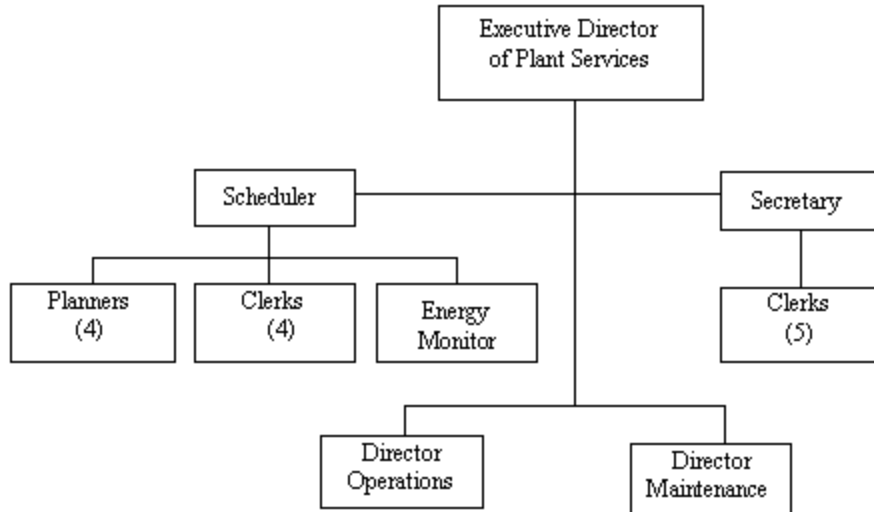 Executive Director
of Plant Services
Scheduler
Secretary
Planners
(4)
Clerks
(4)
Energy
Monitor
Clerks
(5)
Director
Operations
Director
Maintenance